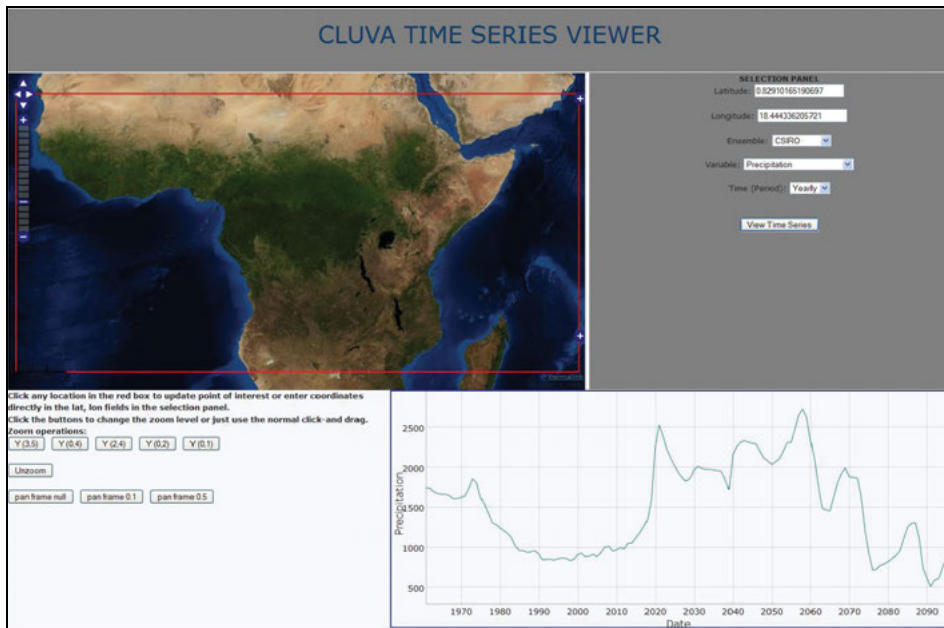 CLUVA TIME SERIES VIEWER
SELECTION PANEL
Latitude: 0.82910165190697
Longitude: 18.444336205721
Ensemble: CSIRO
Variable: Precipitation
Time (Period): Yearly
View Time Series
Click any location in the red box to update point of interest or enter coordinates
directly in the lat, lon fields in the selection panel.
Click the buttons to change the zoom level or just use the normal click-and drag.
Zoom operations:
Y (3,5) Y (0,4) Y (2,4) Y (0,2) Y (0,1)
Unzoom
pan frame null pan frame 0.1 pan frame 0.5
Precipitation
2500
2000
1500
1000
500
1970 1980 1990 2000 2010 2020 2030 2040 2050 2060 2070 2080 2090
Date